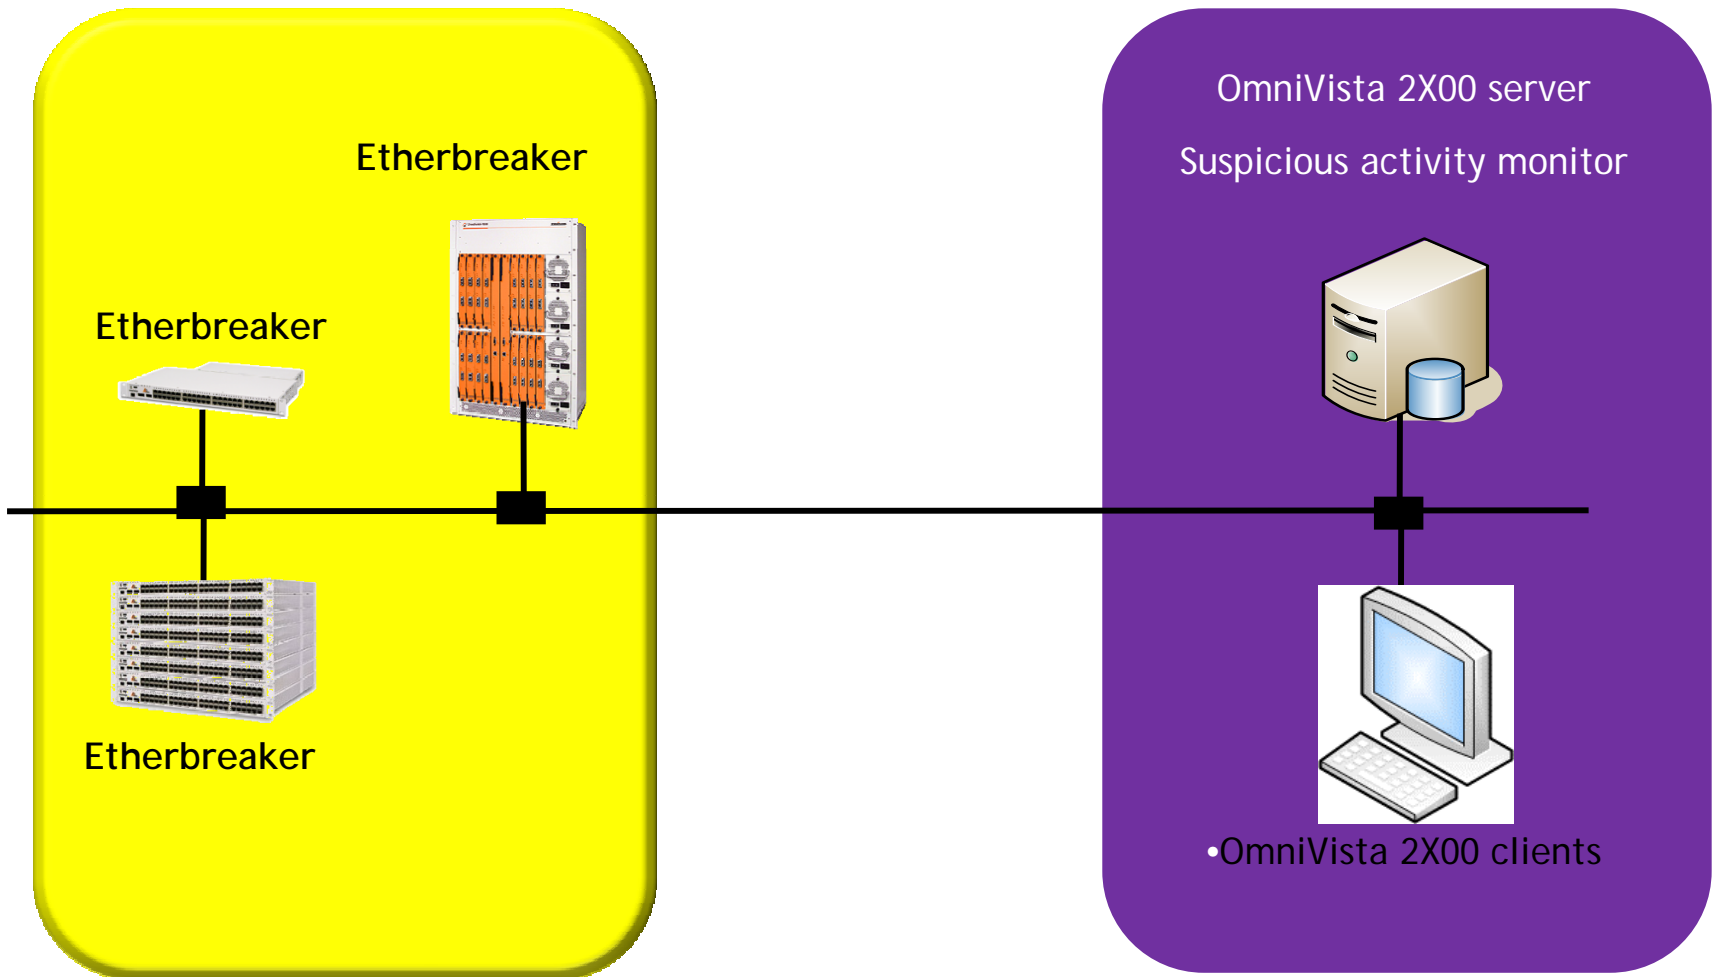 Etherbreaker
Etherbreaker
Etherbreaker
OmniVista 2X00 server
Suspicious activity monitor
•OmniVista 2X00 clients